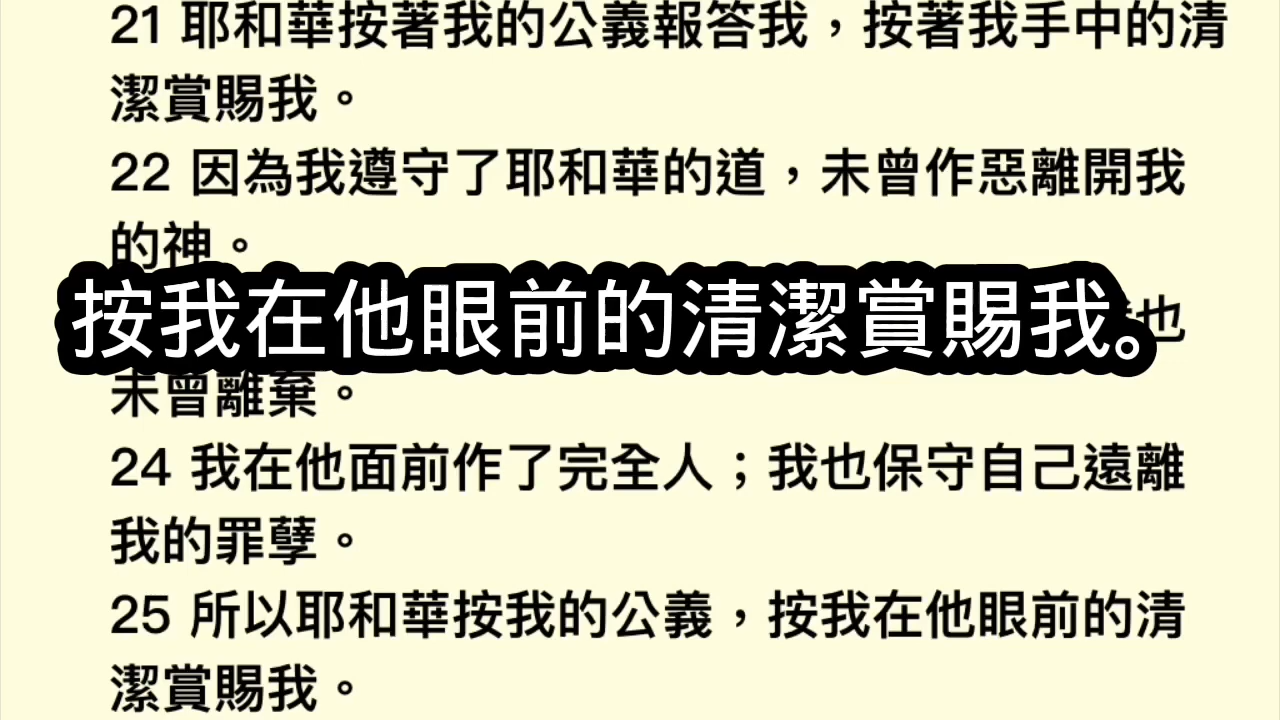 21 耶和華按著我的公義報答我，按著我手中的清
潔賞賜我。
22 因為我遵守了耶和華的道，未曾作惡離開我
的神。
按我在他眼前的清潔賞賜我。
也
未曾離棄。
24 我在他面前作了完全人；我也保守自己遠離
我的罪孽。
25 所以耶和華按我的公義，按我在他眼前的清
潔賞賜我。